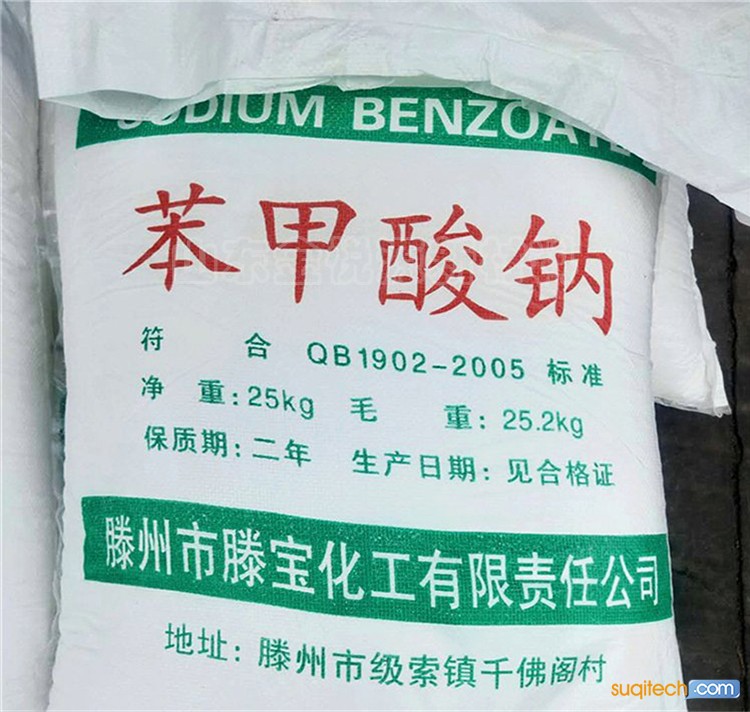 SODIUM BENZOATE
苯甲酸钠
符 合 QB1902-2005 标准
净 重:25kg 毛 重:25.2kg
保质期:二年 生产日期:见合格证
滕州市滕宝化工有限责任公司
地址:滕州市级索镇千佛阁村
suqitech.com